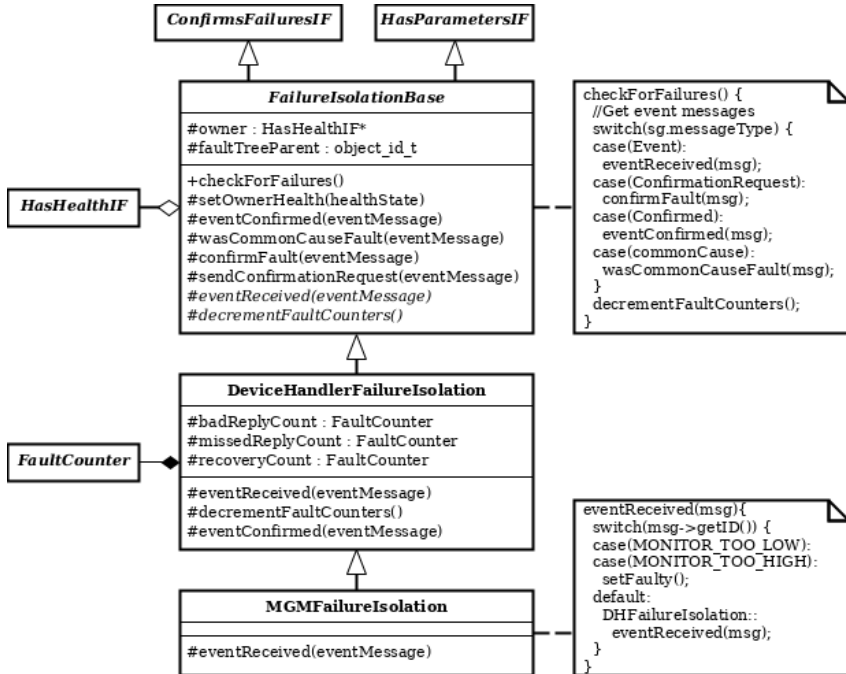 ConfirmsFailuresIF
HasParametersIF
FailureIsolationBase
#owner : HasHealthIF*
#faultTreeParent : object_id_t
+checkForFailures()
#setOwnerHealth(healthState)
#eventConfirmed(eventMessage)
#wasCommonCauseFault(eventMessage)
#confirmFault(eventMessage)
#sendConfirmationRequest(eventMessage)
#eventReceived(eventMessage)
#decrementFaultCounters()
HasHealthIF
checkForFailures() {
//Get event messages
switch(sg.messageType) {
case(Event):
eventReceived(msg);
case(ConfirmationRequest):
confirmFault(msg);
case(Confirmed):
eventConfirmed(msg);
case(commonCause):
wasCommonCauseFault(msg);
}
decrementFaultCounters();
}
DeviceHandlerFailureIsolation
#badReplyCount : FaultCounter
#missedReplyCount : FaultCounter
#recoveryCount : FaultCounter
#eventReceived(eventMessage)
#decrementFaultCounters()
#eventConfirmed(eventMessage)
FaultCounter
MGMFailureIsolation
#eventReceived(eventMessage)
eventReceived(msg){
switch(msg->getID()) {
case(MONITOR_TOO_LOW):
case(MONITOR_TOO_HIGH):
setFaulty();
default:
DHFailureIsolation::
eventReceived(msg);
}
}